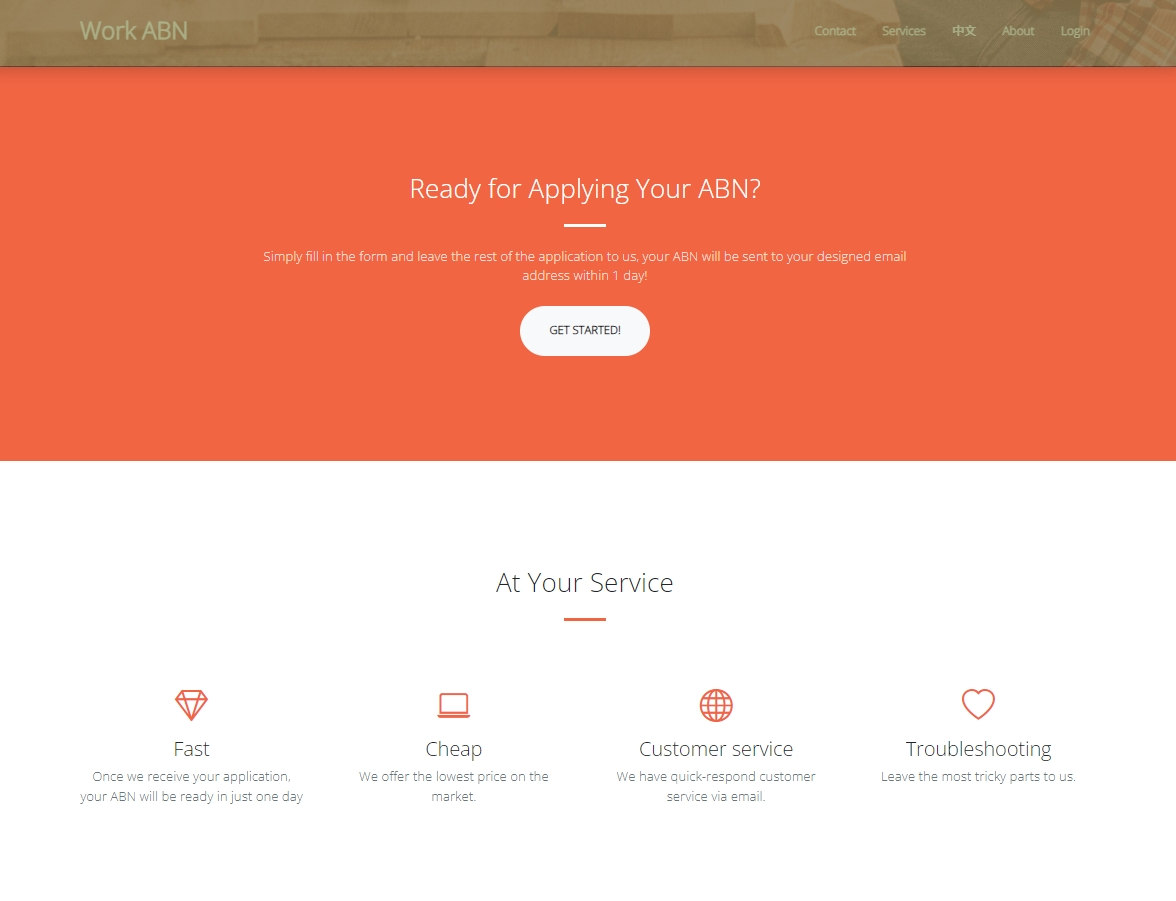 Work ABN
Contact
Services
中文
About
Login
Ready for Applying Your ABN?
Simply fill in the form and leave the rest of the application to us, your ABN will be sent to your designed email
address within 1 day!
GET STARTED!
At Your Service
Fast
Once we receive your application,
your ABN will be ready in just one day
Cheap
We offer the lowest price on the
market.
Customer service
We have quick-respond customer
service via email.
Troubleshooting
Leave the most tricky parts to us.